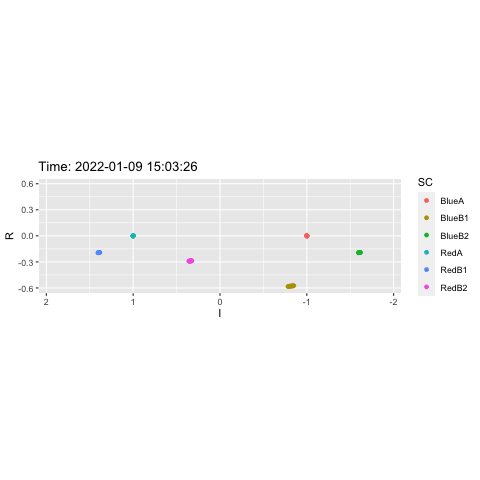 Time: 2022-01-09 15:03:26
SC
BlueA
BlueB1
BlueB2
RedA
RedB1
RedB2
R
0.6
0.3
0.0
-0.3
-0.6
2 1 0 -1 -2
I